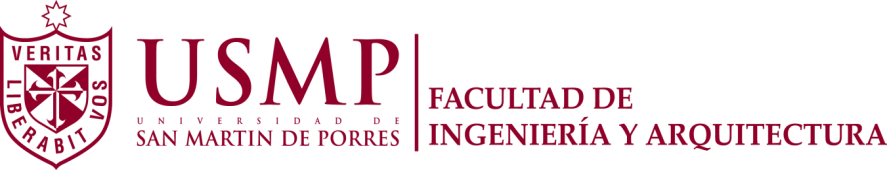 VERITAS
LIBERABIT VOS
USMP
UNIVERSIDAD DE
SAN MARTIN DE PORRES
FACULTAD DE
INGENIERÍA Y ARQUITECTURA